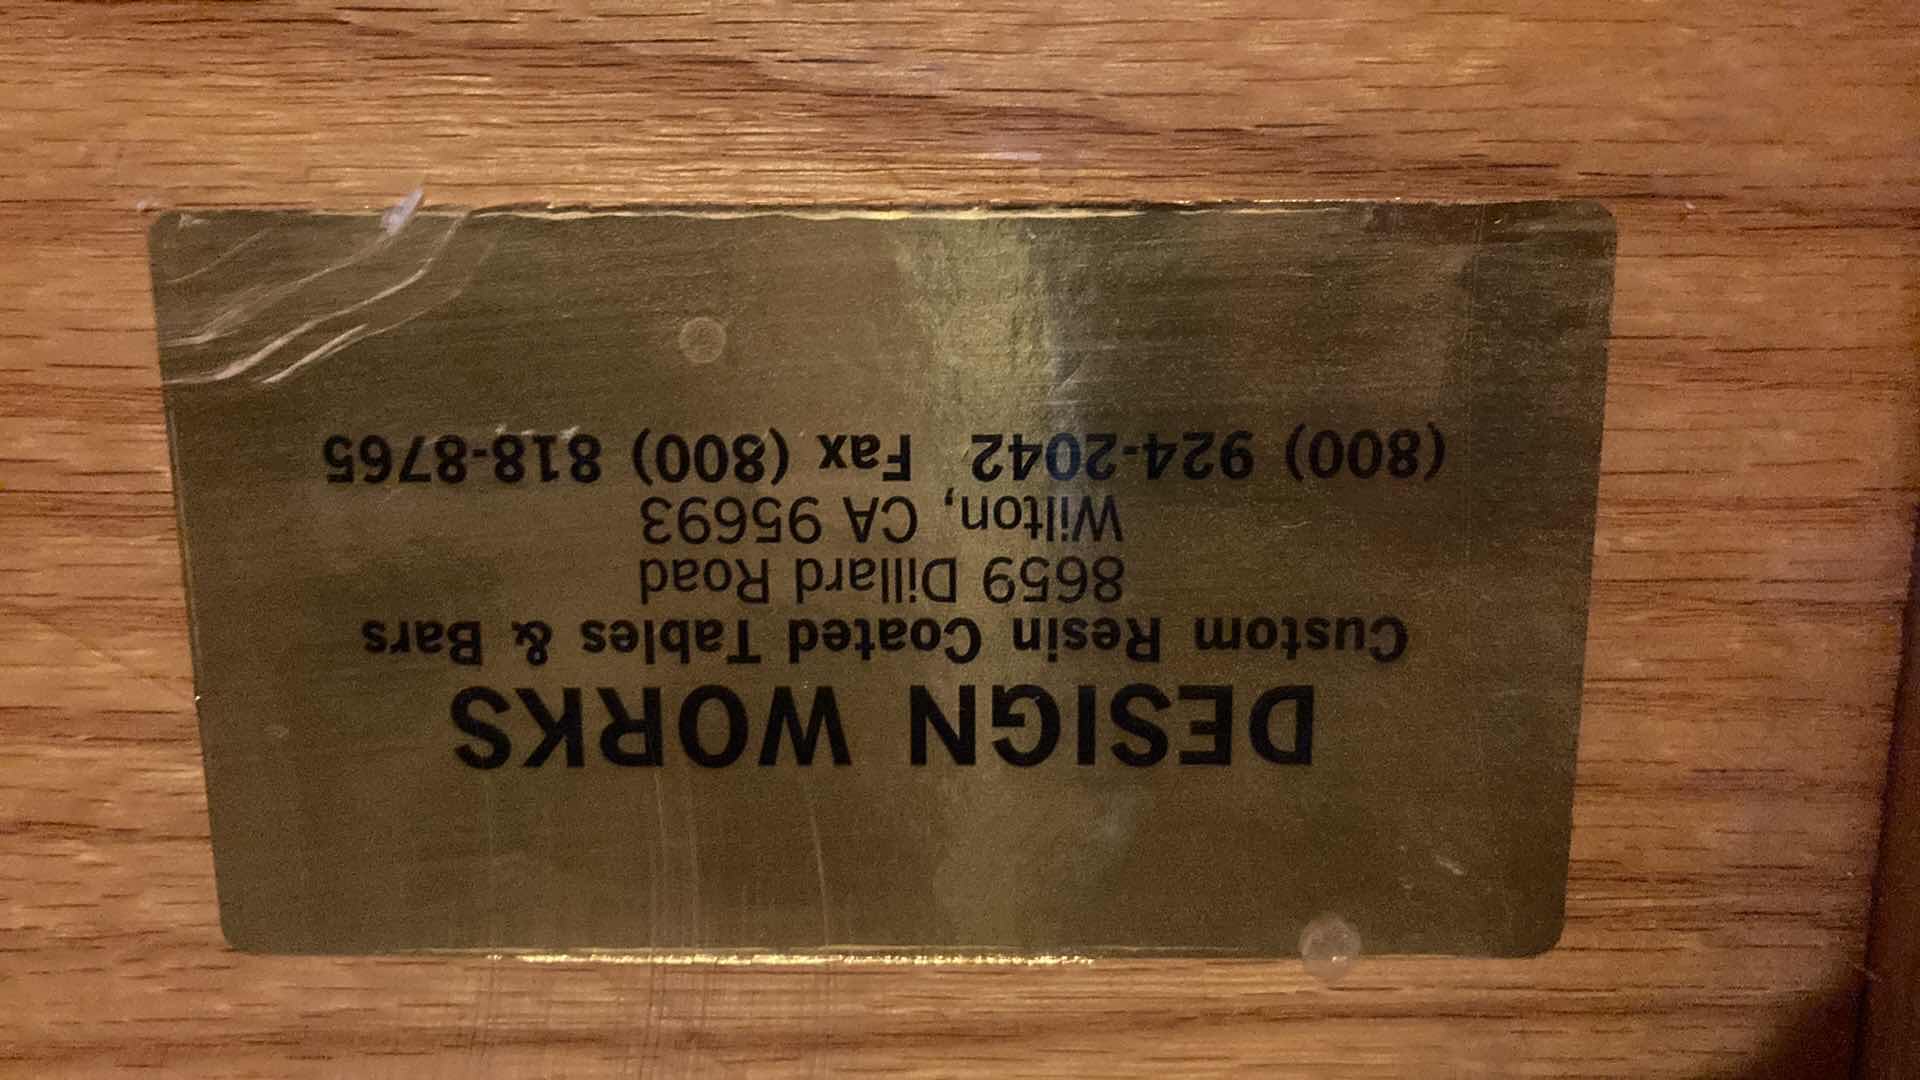 DESIGN WORKS
Custom Resin Coated Tables & Bars
8659 Dillard Road
Wilton, CA 95693
(800) 924-2042 Fax (800) 818-8765